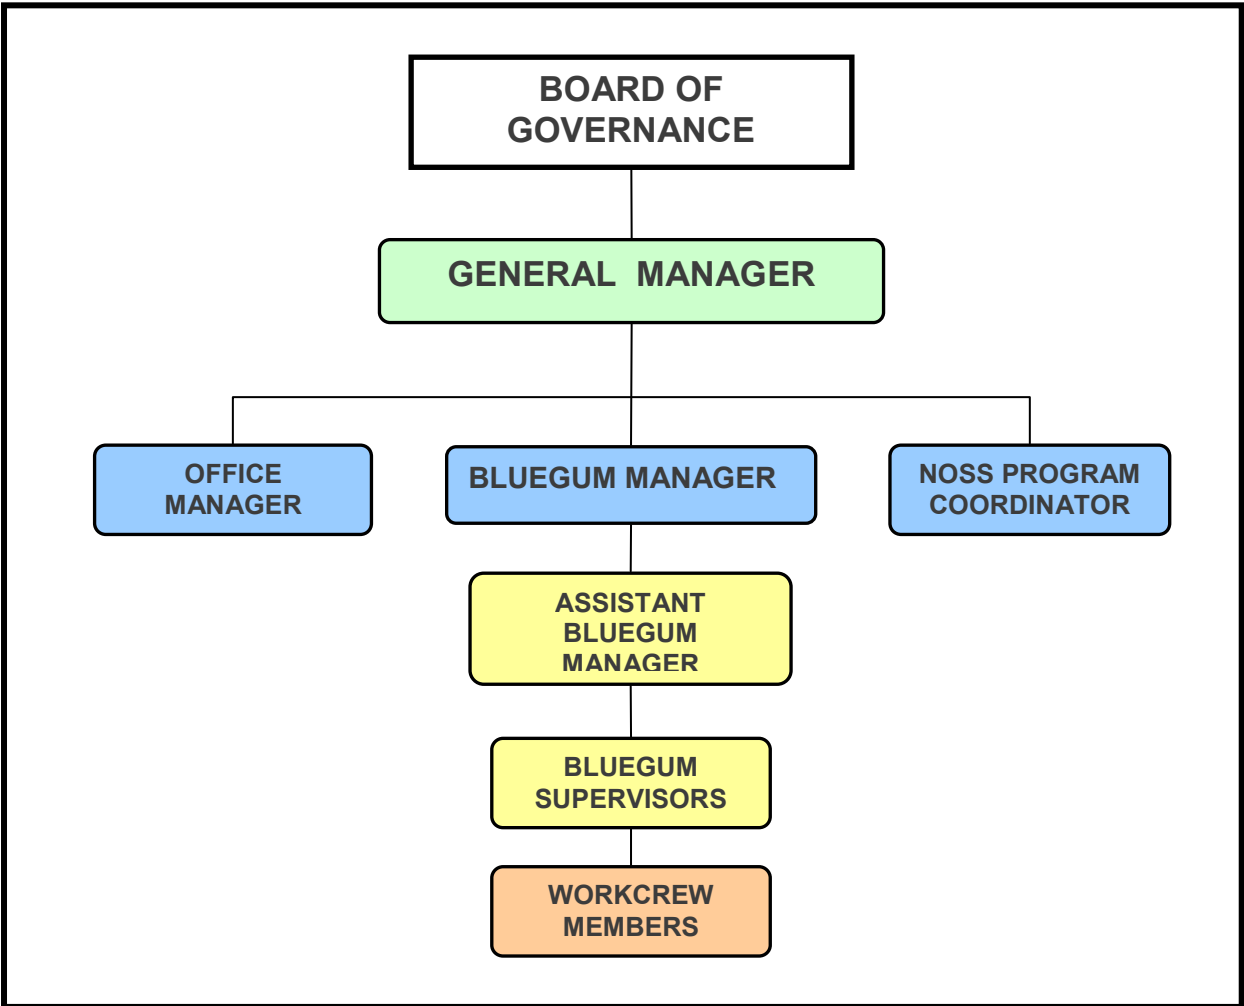 BOARD OF
GOVERNANCE
GENERAL MANAGER
OFFICE
MANAGER
BLUEGUM MANAGER
NOSS PROGRAM
COORDINATOR
ASSISTANT
BLUEGUM
MANAGER
BLUEGUM
SUPERVISORS
WORKCREW
MEMBERS